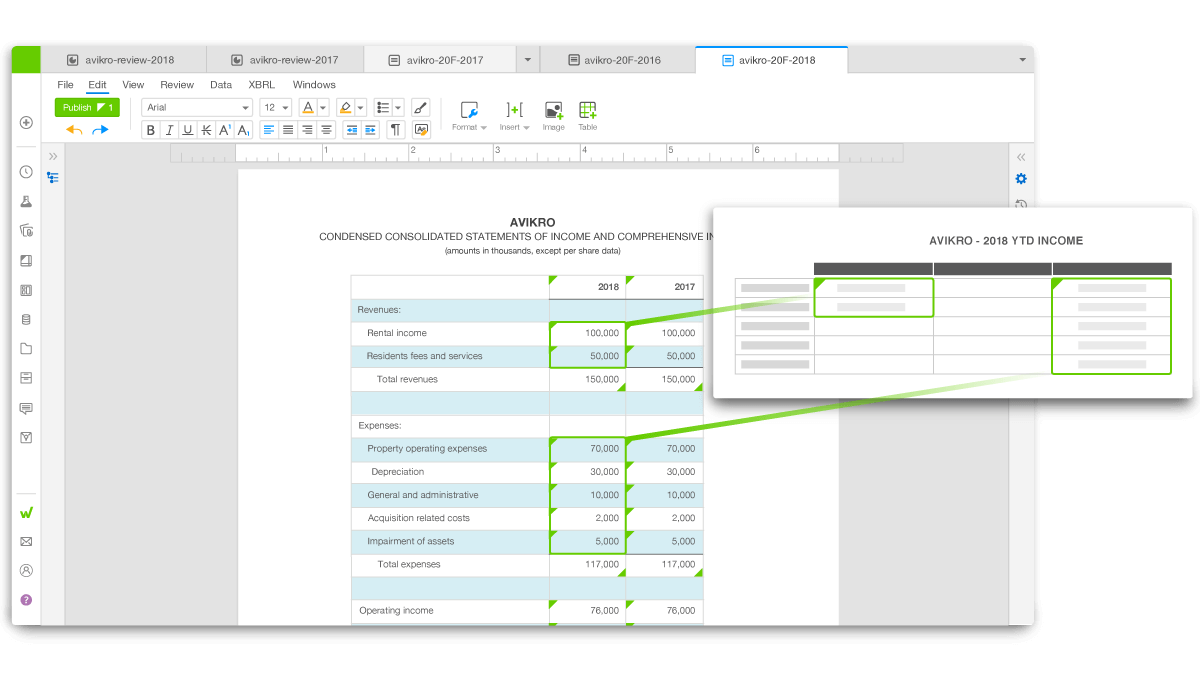 avikro-review-2018 avikro-review-2017 avikro-20F-2017 avikro-20F-2016 avikro-20F-2018
File Edit View Review Data XBRL Windows
Publish 1 Arial 12 A
B I U K A¹ A₁ ¶ A
Format Insert Image Table
1 2 3 4 5 6
AVIKRO
CONDENSED CONSOLIDATED STATEMENTS OF INCOME AND COMPREHENSIVE IN
(amounts in thousands, except per share data)
2018 2017
Revenues:
Rental income 100,000 100,000
Residents fees and services 50,000 50,000
Total revenues 150,000 150,000
Expenses:
Property operating expenses 70,000 70,000
Depreciation 30,000 30,000
General and administrative 10,000 10,000
Acquisition related costs 2,000 2,000
Impairment of assets 5,000 5,000
Total expenses 117,000 117,000
Operating income 76,000 76,000
AVIKRO - 2018 YTD INCOME
W
?